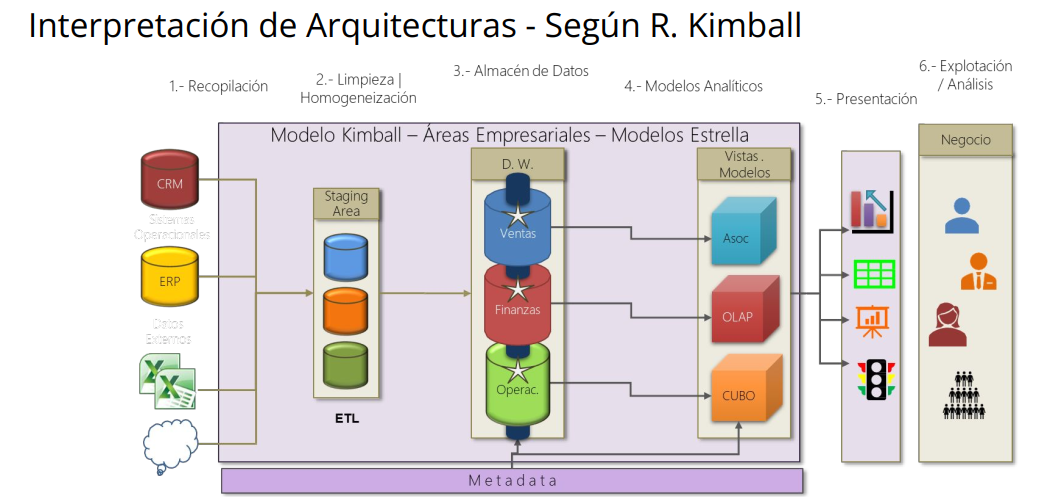 Interpretación de Arquitecturas - Según R. Kimball
1.- Recopilación
2.- Limpieza |
Homogeneización
3.- Almacén de Datos
4.- Modelos Analíticos
5.- Presentación
6.- Explotación
/ Análisis
Modelo Kimball – Áreas Empresariales – Modelos Estrella
CRM
Sistemas
Operacionales
ERP
Datos
Externos
Staging
Area
ETL
D. W.
Ventas
Finanzas
Operac.
Vistas .
Modelos
Asoc
OLAP
CUBO
Negocio
Metadata